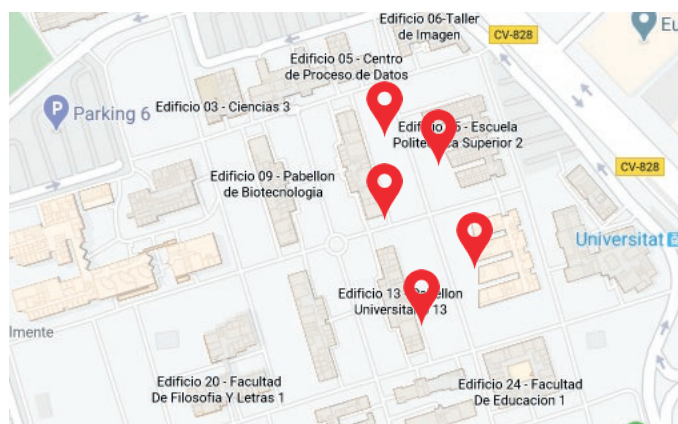 Edificio 06-Taller
de Imagen
Eu
CV-828
Edificio 05 - Centro
de Proceso de Datos
P
Parking 6
Edificio 03 - Ciencias 3
Escuela
Superior 2
CV-828
Edificio 09 - Pabellon
de Biotecnologia
Universitat
Edificio 13
Universita 13
lmente
Edificio 20 - Facultad
De Filosofia Y Letras 1
Edificio 24 - Facultad
De Educacion 1